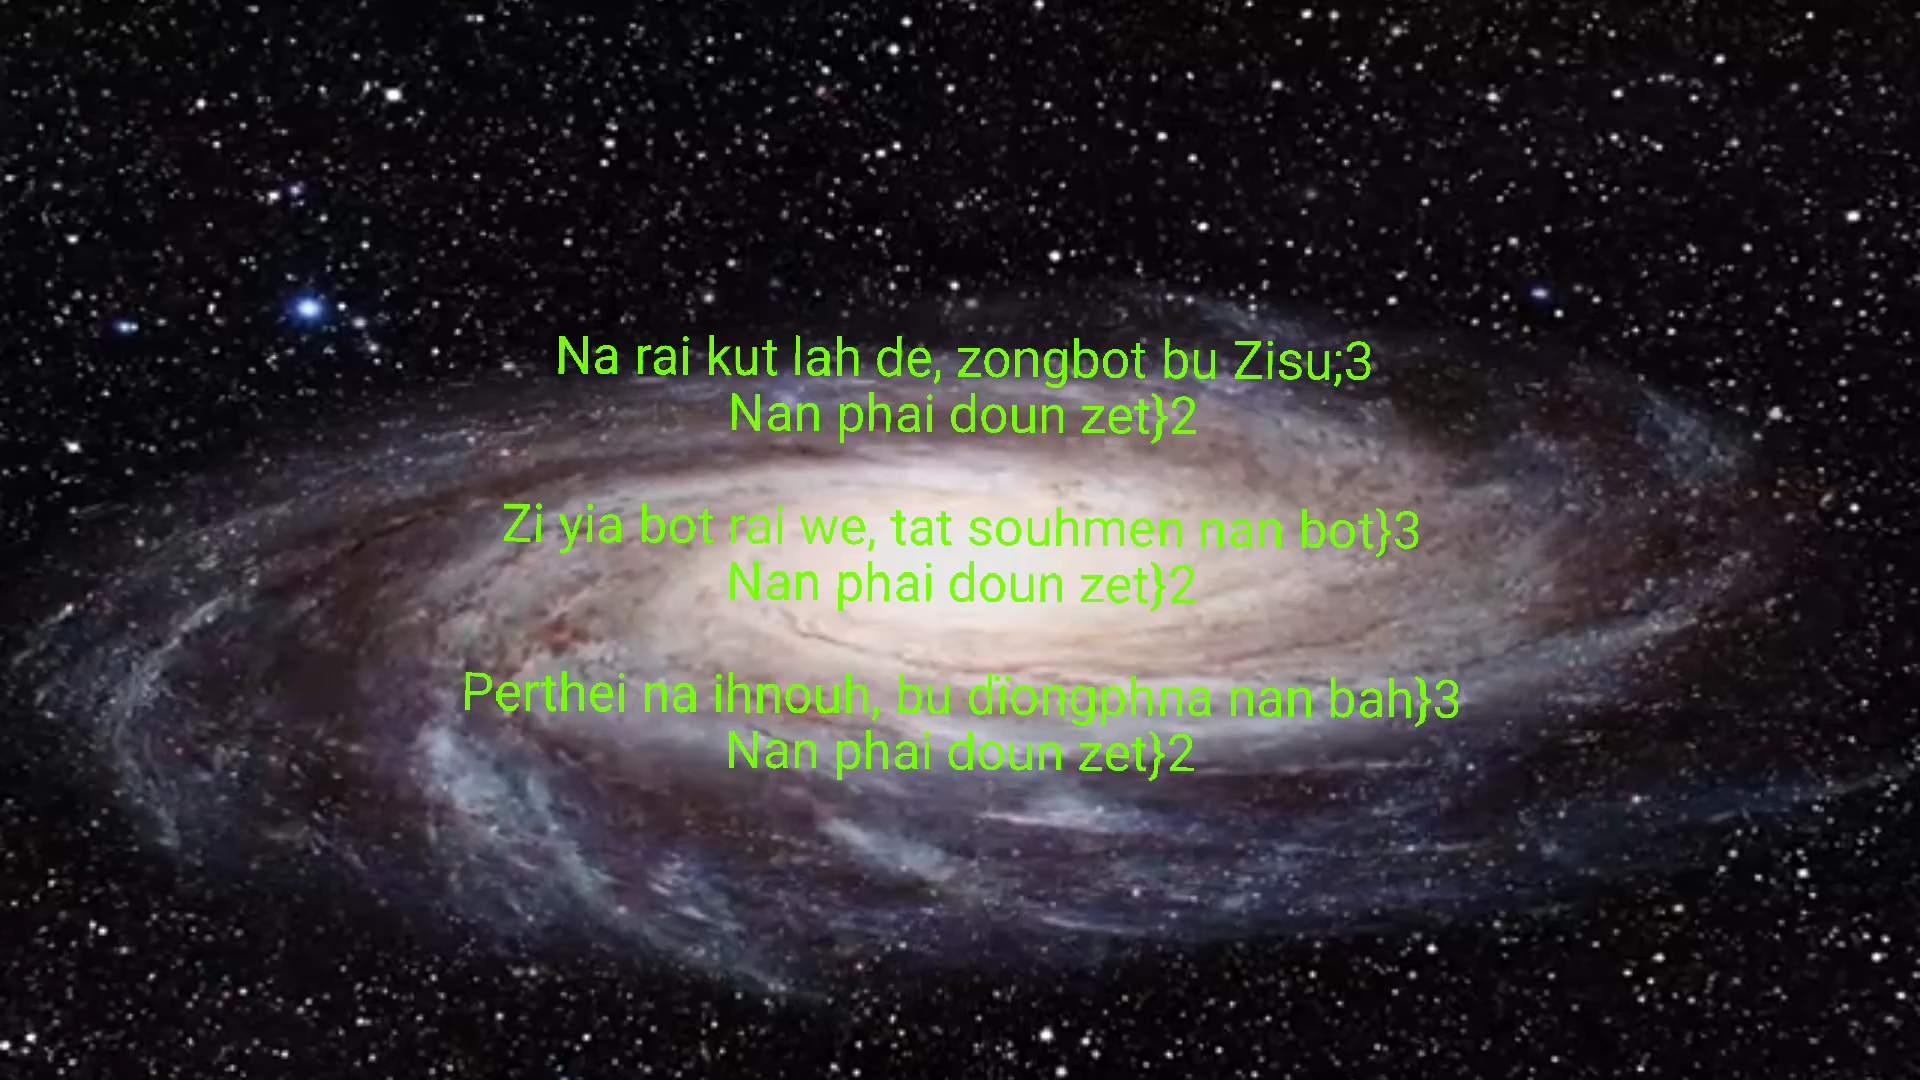 Na rai kut lah de, zongbot bu Zisu;3
Nan phai doun zet}2
Zi yia bot rai we, tat souhmen nan bot}3
Nan phai doun zet}2
Perthei na ihnouh, bu dïongphna nan bah}3
Nan phai doun zet}2